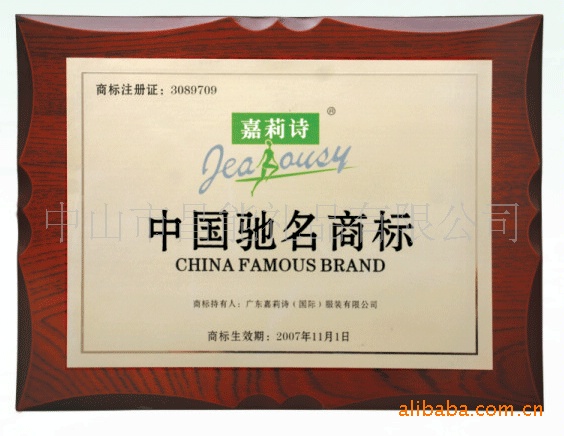 商标注册证：3089709
嘉莉诗®
Jealousy
中国驰名商标
CHINA FAMOUS BRAND
商标持有人：广东嘉莉诗（国际）服装有限公司
商标生效期：2007年11月1日
alibaba.com.cn